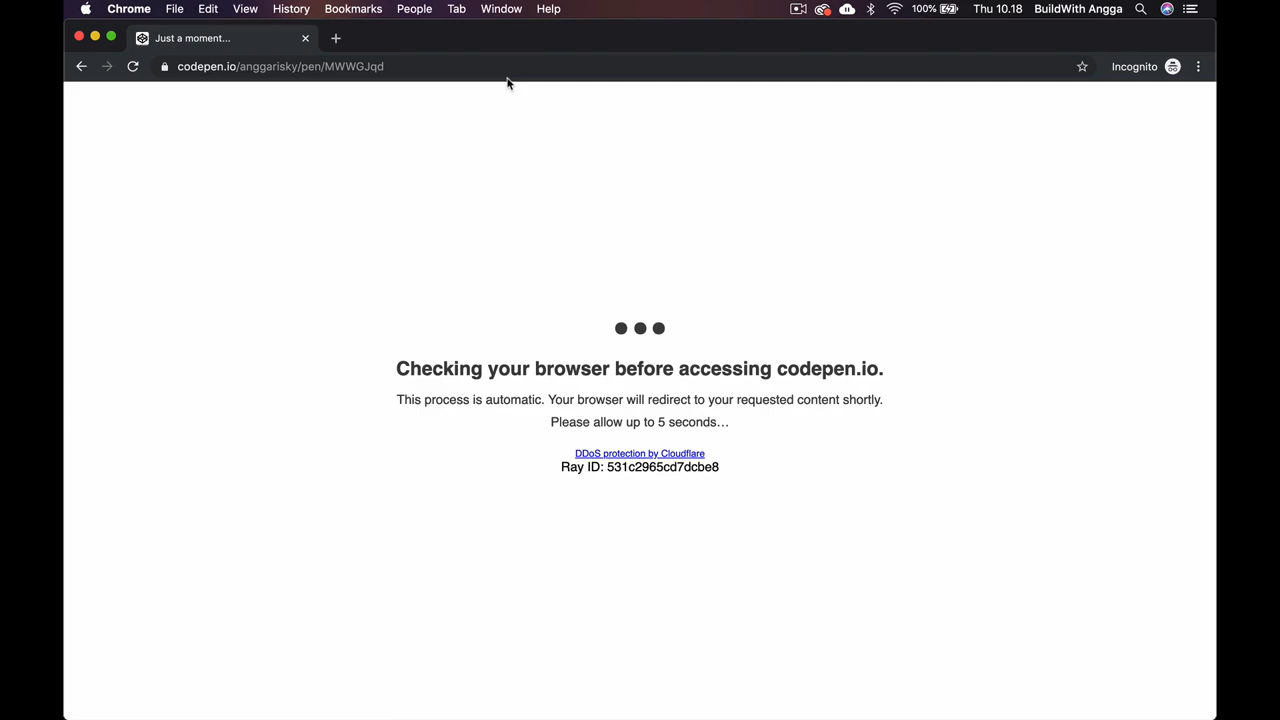 Chrome File Edit View History Bookmarks People Tab Window Help 100% Thu 10.18 BuildWith Angga
Just a moment...
codepen.io/anggarisky/pen/MWWGJqd Incognito
Checking your browser before accessing codepen.io.
This process is automatic. Your browser will redirect to your requested content shortly.
Please allow up to 5 seconds…
DDoS protection by Cloudflare
Ray ID: 531c2965cd7dcbe8